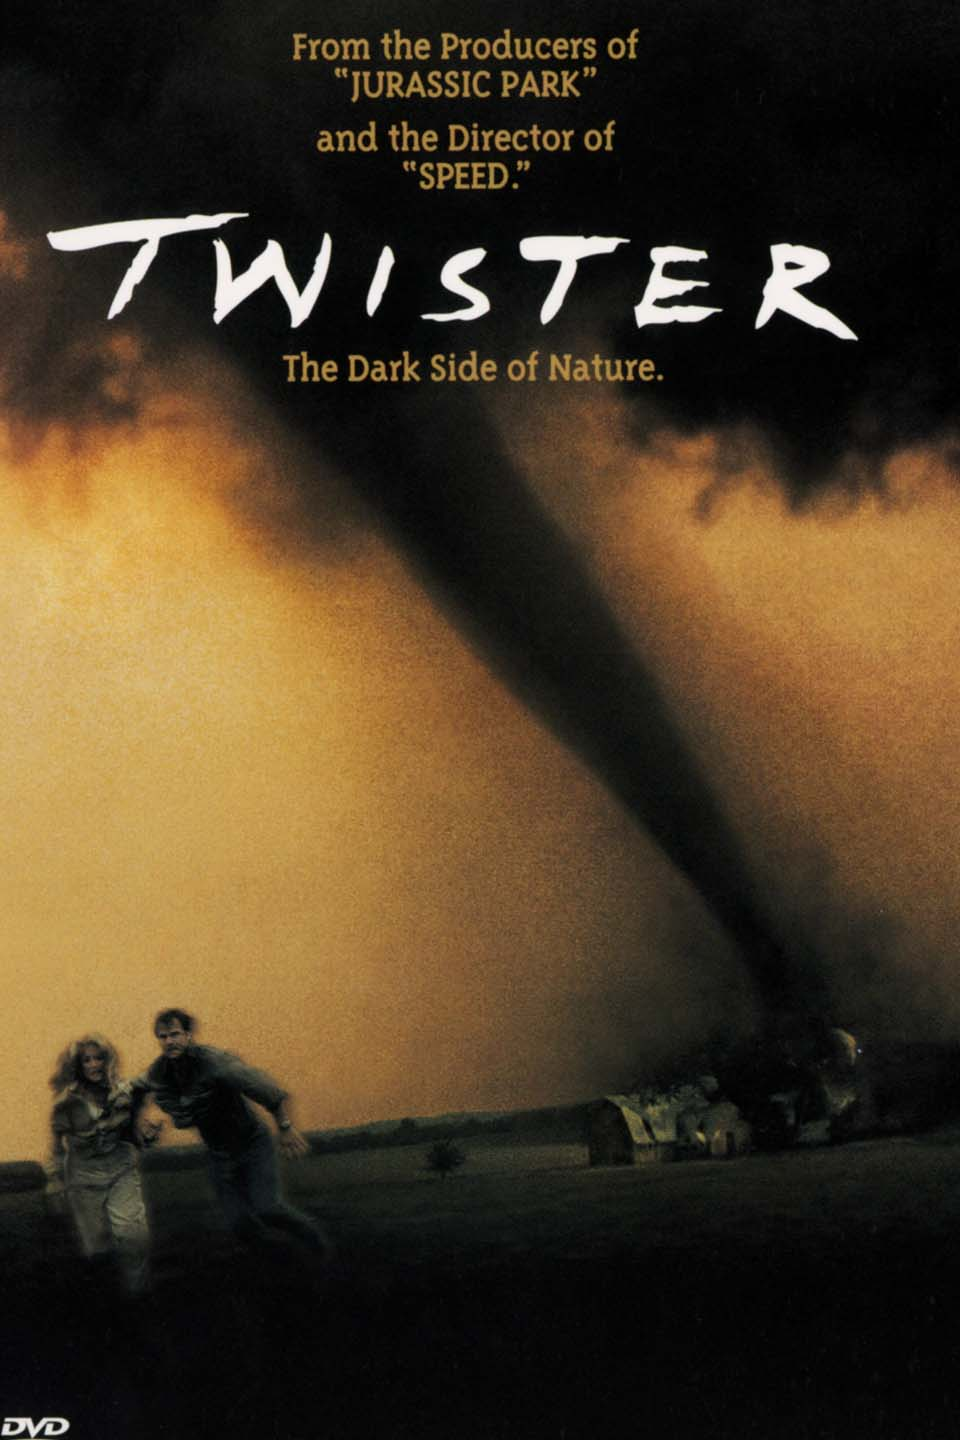 From the Producers of
“JURASSIC PARK”
and the Director of
“SPEED.”
TWISTER
The Dark Side of Nature.
DVD